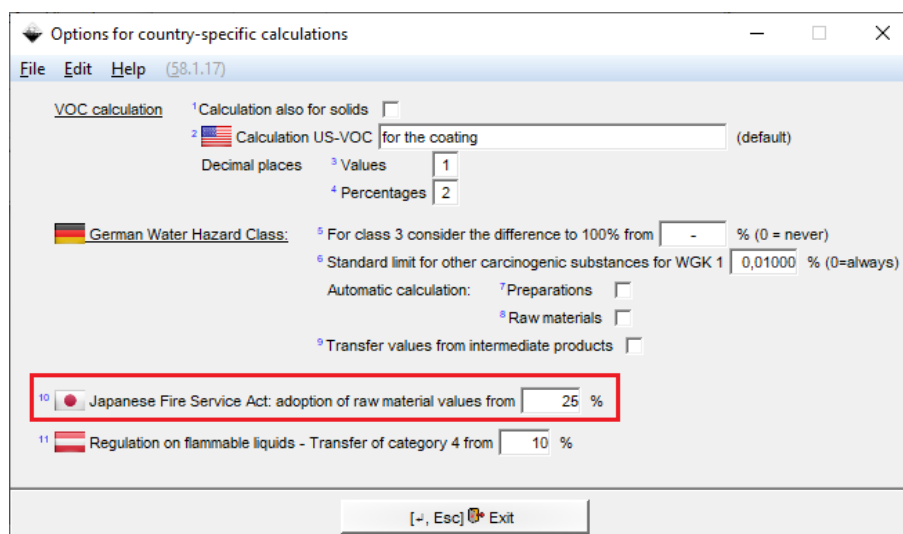 Options for country-specific calculations
File Edit Help (58.1.17)
VOC calculation 1 Calculation also for solids
2 Calculation US-VOC for the coating (default)
Decimal places 3 Values 1
4 Percentages 2
German Water Hazard Class: 5 For class 3 consider the difference to 100% from - % (0 = never)
6 Standard limit for other carcinogenic substances for WGK 1 0,01000 % (0=always)
Automatic calculation: 7 Preparations
8 Raw materials
9 Transfer values from intermediate products
10 Japanese Fire Service Act: adoption of raw material values from 25 %
11 Regulation on flammable liquids - Transfer of category 4 from 10 %
[↲, Esc] Exit